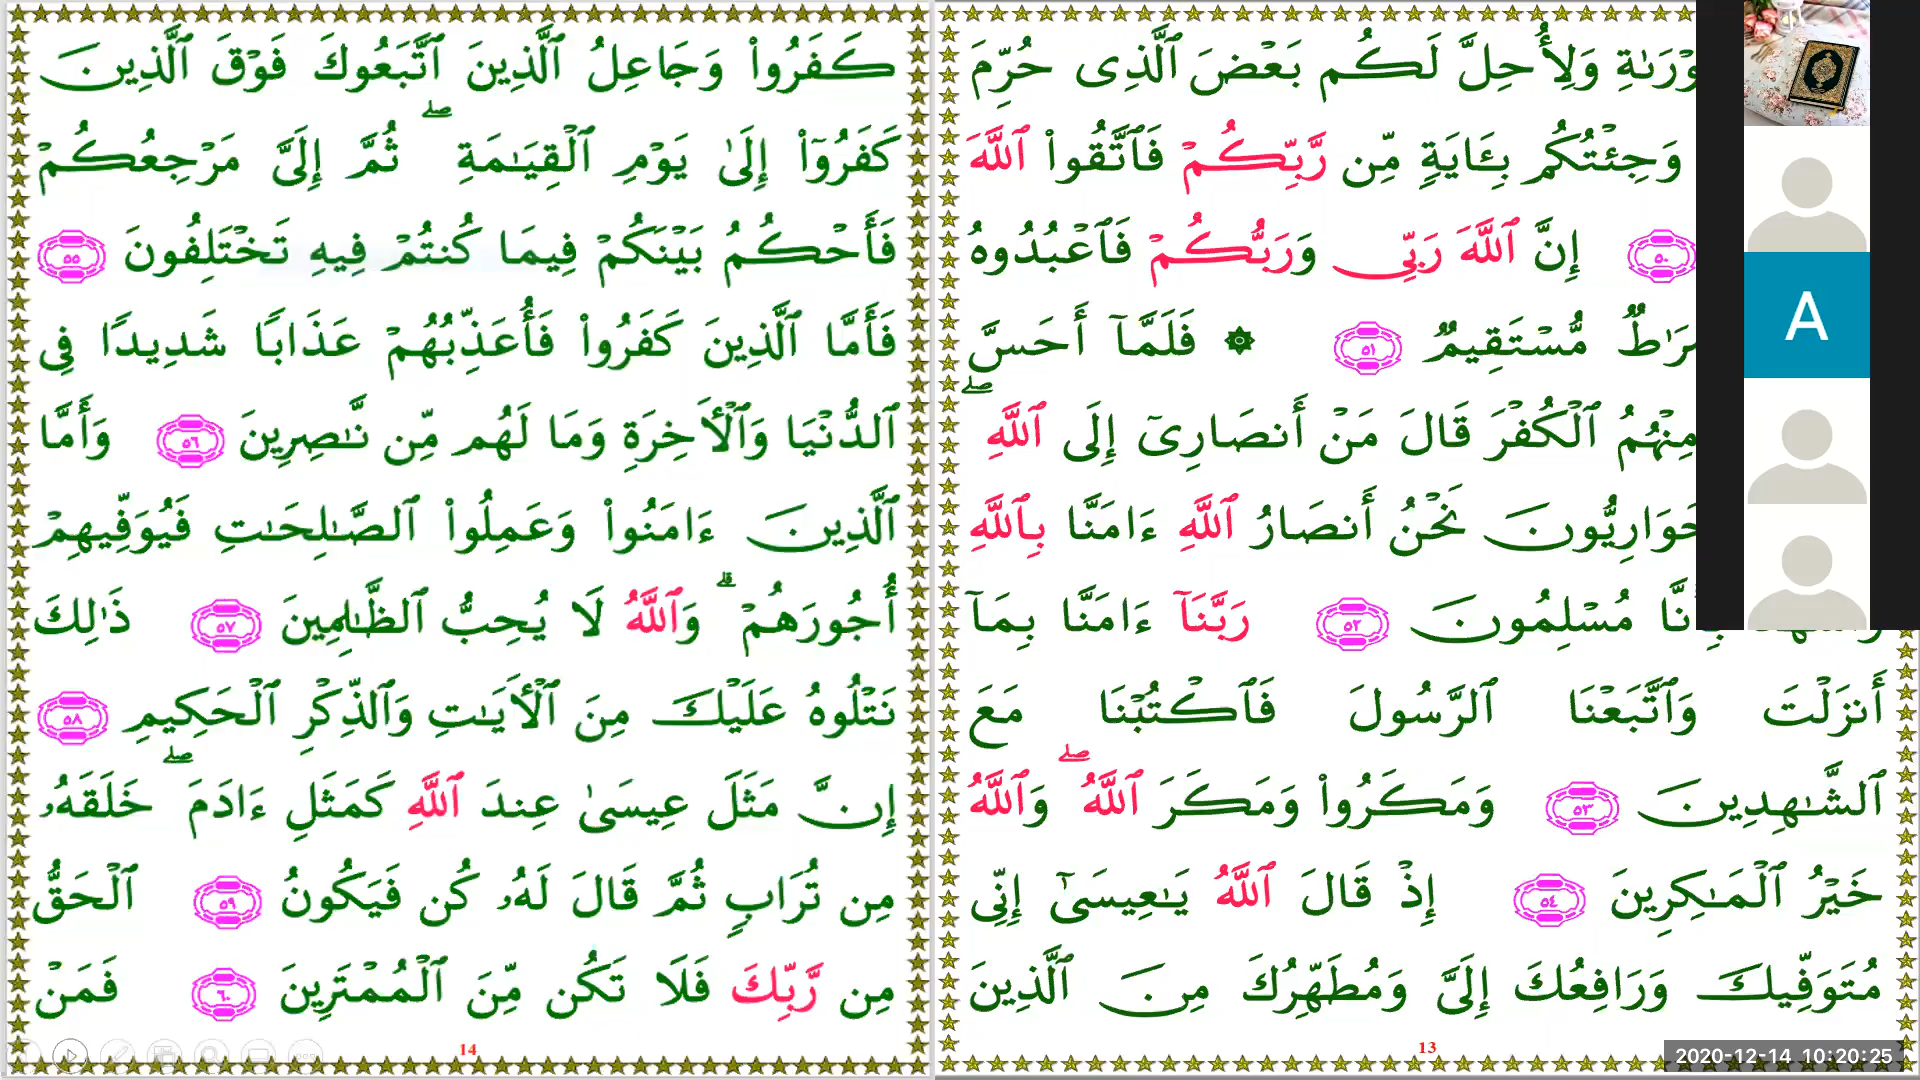 وْرَىٰةِ وَلِأُحِلَّ لَكُم بَعْضَ ٱلَّذِى حُرِّمَ
وَجِئْتُكُم بِـَٔايَةٍ مِّن رَّبِّكُمْ فَٱتَّقُوا۟ ٱللَّهَ
٥٠ إِنَّ ٱللَّهَ رَبِّى وَرَبُّكُمْ فَٱعْبُدُوهُ
رَٰطٌ مُّسْتَقِيمٌ ٥١ ۞ فَلَمَّآ أَحَسَّ
مِنْهُمُ ٱلْكُفْرَ قَالَ مَنْ أَنصَارِىٓ إِلَى ٱللَّهِ ۖ
حَوَارِيُّونَ نَحْنُ أَنصَارُ ٱللَّهِ ءَامَنَّا بِٱللَّهِ
بِأَنَّا مُسْلِمُونَ ٥٢ رَبَّنَآ ءَامَنَّا بِمَآ
أَنزَلْتَ وَٱتَّبَعْنَا ٱلرَّسُولَ فَٱكْتُبْنَا مَعَ
ٱلشَّٰهِدِينَ ٥٣ وَمَكَرُوا۟ وَمَكَرَ ٱللَّهُ ۖ وَٱللَّهُ
خَيْرُ ٱلْمَٰكِرِينَ ٥٤ إِذْ قَالَ ٱللَّهُ يَٰعِيسَىٰٓ إِنِّى
مُتَوَفِّيكَ وَرَافِعُكَ إِلَىَّ وَمُطَهِّرُكَ مِنَ ٱلَّذِينَ
13
كَفَرُوا۟ وَجَاعِلُ ٱلَّذِينَ ٱتَّبَعُوكَ فَوْقَ ٱلَّذِينَ
كَفَرُوٓا۟ إِلَىٰ يَوْمِ ٱلْقِيَٰمَةِ ۖ ثُمَّ إِلَىَّ مَرْجِعُكُمْ
فَأَحْكُمُ بَيْنَكُمْ فِيمَا كُنتُمْ فِيهِ تَخْتَلِفُونَ ٥٥
فَأَمَّا ٱلَّذِينَ كَفَرُوا۟ فَأُعَذِّبُهُمْ عَذَابًا شَدِيدًا فِى
ٱلدُّنْيَا وَٱلْـَٔاخِرَةِ وَمَا لَهُم مِّن نَّٰصِرِينَ ٥٦ وَأَمَّا
ٱلَّذِينَ ءَامَنُوا۟ وَعَمِلُوا۟ ٱلصَّٰلِحَٰتِ فَيُوَفِّيهِمْ
أُجُورَهُمْ ۗ وَٱللَّهُ لَا يُحِبُّ ٱلظَّٰلِمِينَ ٥٧ ذَٰلِكَ
نَتْلُوهُ عَلَيْكَ مِنَ ٱلْـَٔايَٰتِ وَٱلذِّكْرِ ٱلْحَكِيمِ ٥٨
إِنَّ مَثَلَ عِيسَىٰ عِندَ ٱللَّهِ كَمَثَلِ ءَادَمَ ۖ خَلَقَهُۥ
مِن تُرَابٍ ثُمَّ قَالَ لَهُۥ كُن فَيَكُونُ ٥٩ ٱلْحَقُّ
مِن رَّبِّكَ فَلَا تَكُن مِّنَ ٱلْمُمْتَرِينَ ٦٠ فَمَنْ
14
A
2020-12-14 10:20:25